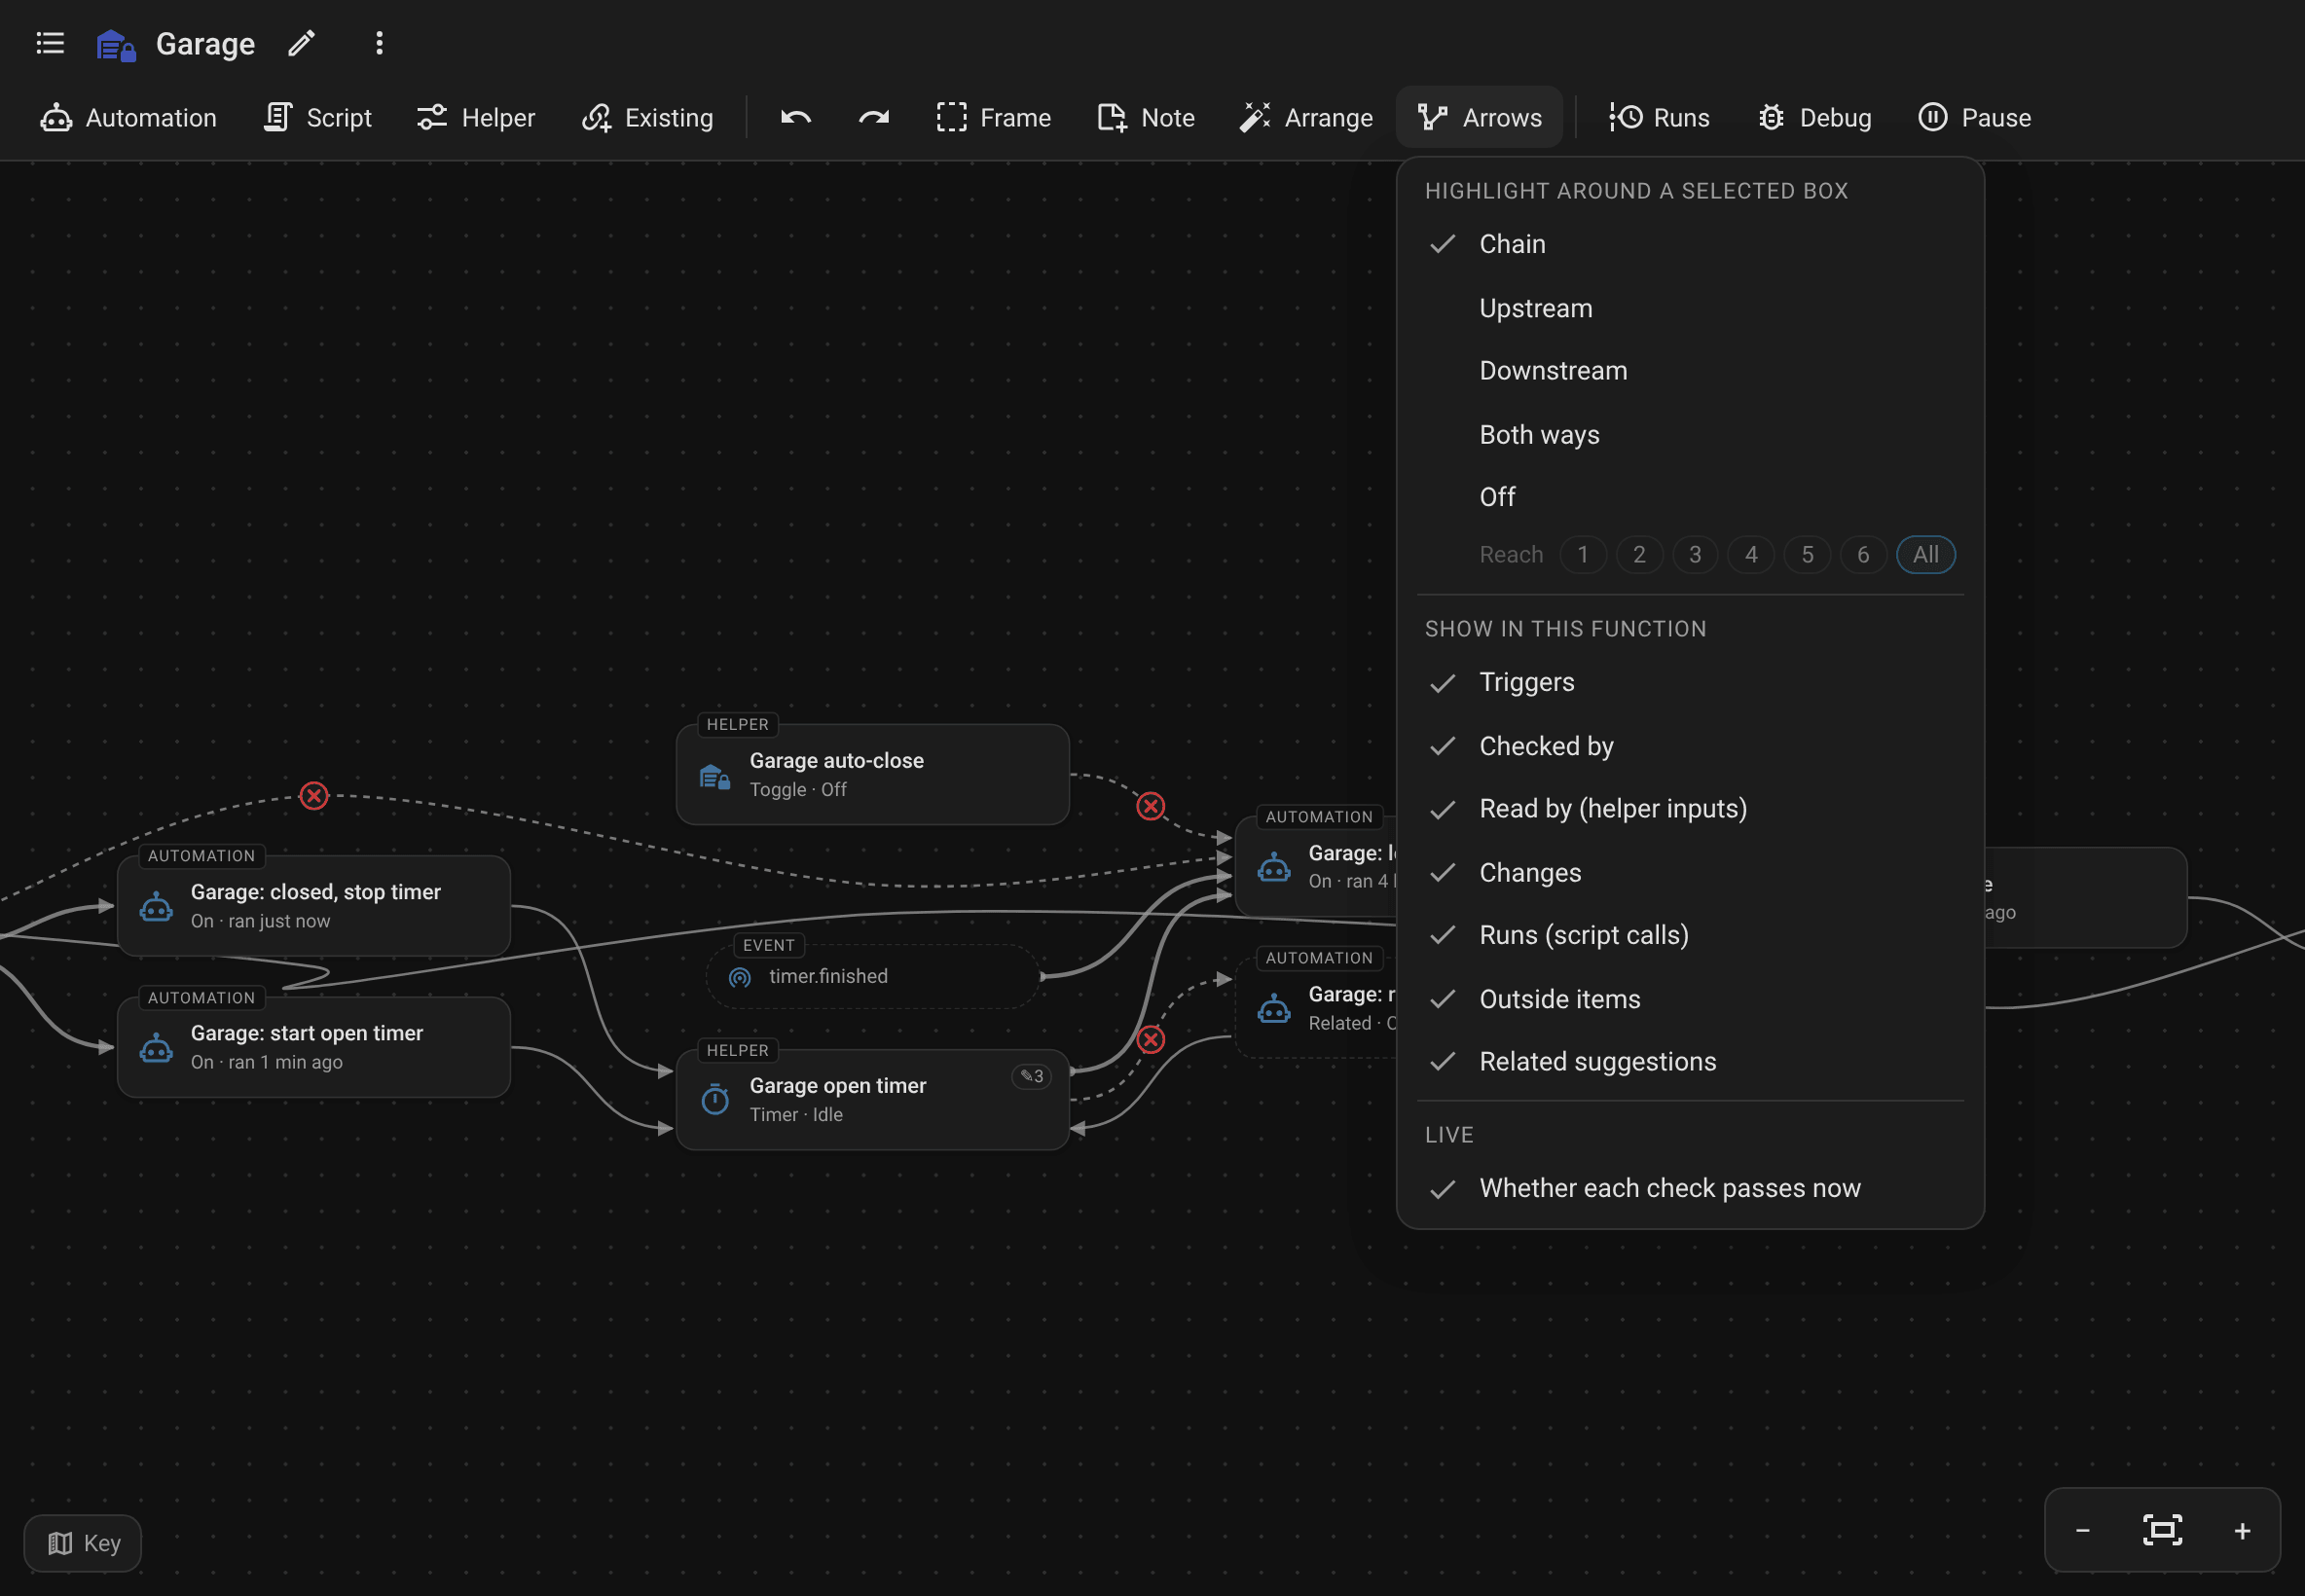 Garage
Automation
Script
Helper
Existing
Frame
Note
Arrange
Arrows
Runs
Debug
Pause
HIGHLIGHT AROUND A SELECTED BOX
Chain
Upstream
Downstream
Both ways
Off
Reach 1 2 3 4 5 6 All
SHOW IN THIS FUNCTION
Triggers
Checked by
Read by (helper inputs)
Changes
Runs (script calls)
Outside items
Related suggestions
LIVE
Whether each check passes now
HELPER
Garage auto-close
Toggle · Off
AUTOMATION
Garage: closed, stop timer
On · ran just now
AUTOMATION
Garage: start open timer
On · ran 1 min ago
EVENT
timer.finished
HELPER
Garage open timer
Timer · Idle
✎3
AUTOMATION
Garage:
On · ran 4
AUTOMATION
Garage:
Related ·
ago
Key